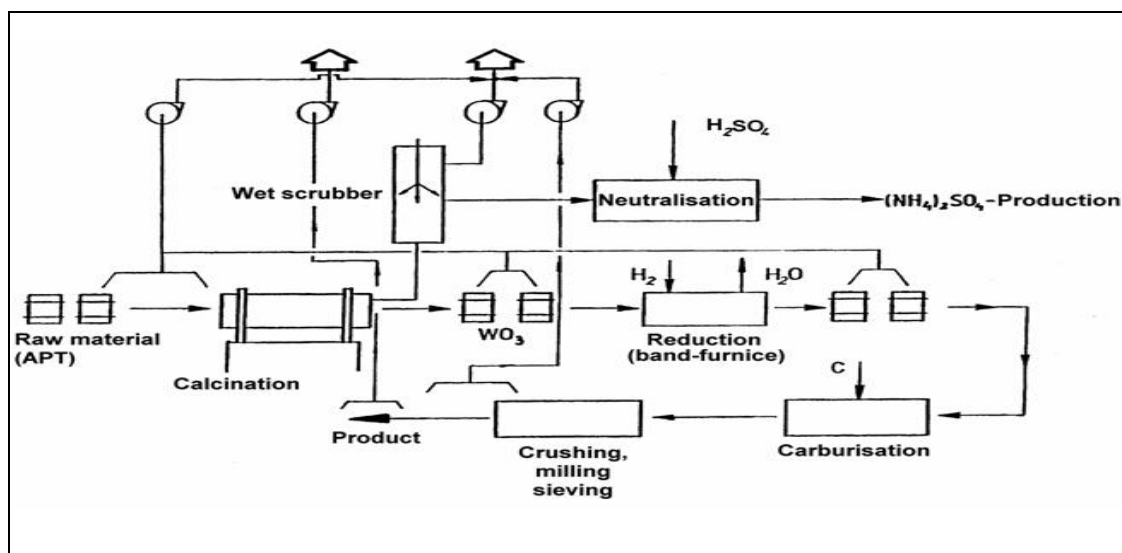 H₂SO₄
Wet scrubber
Neutralisation
(NH₄)₂SO₄-Production
H₂
H₂O
Raw material
(APT)
WO₃
Reduction
(band-furnice)
Calcination
C
Product
Crushing,
milling
sieving
Carburisation